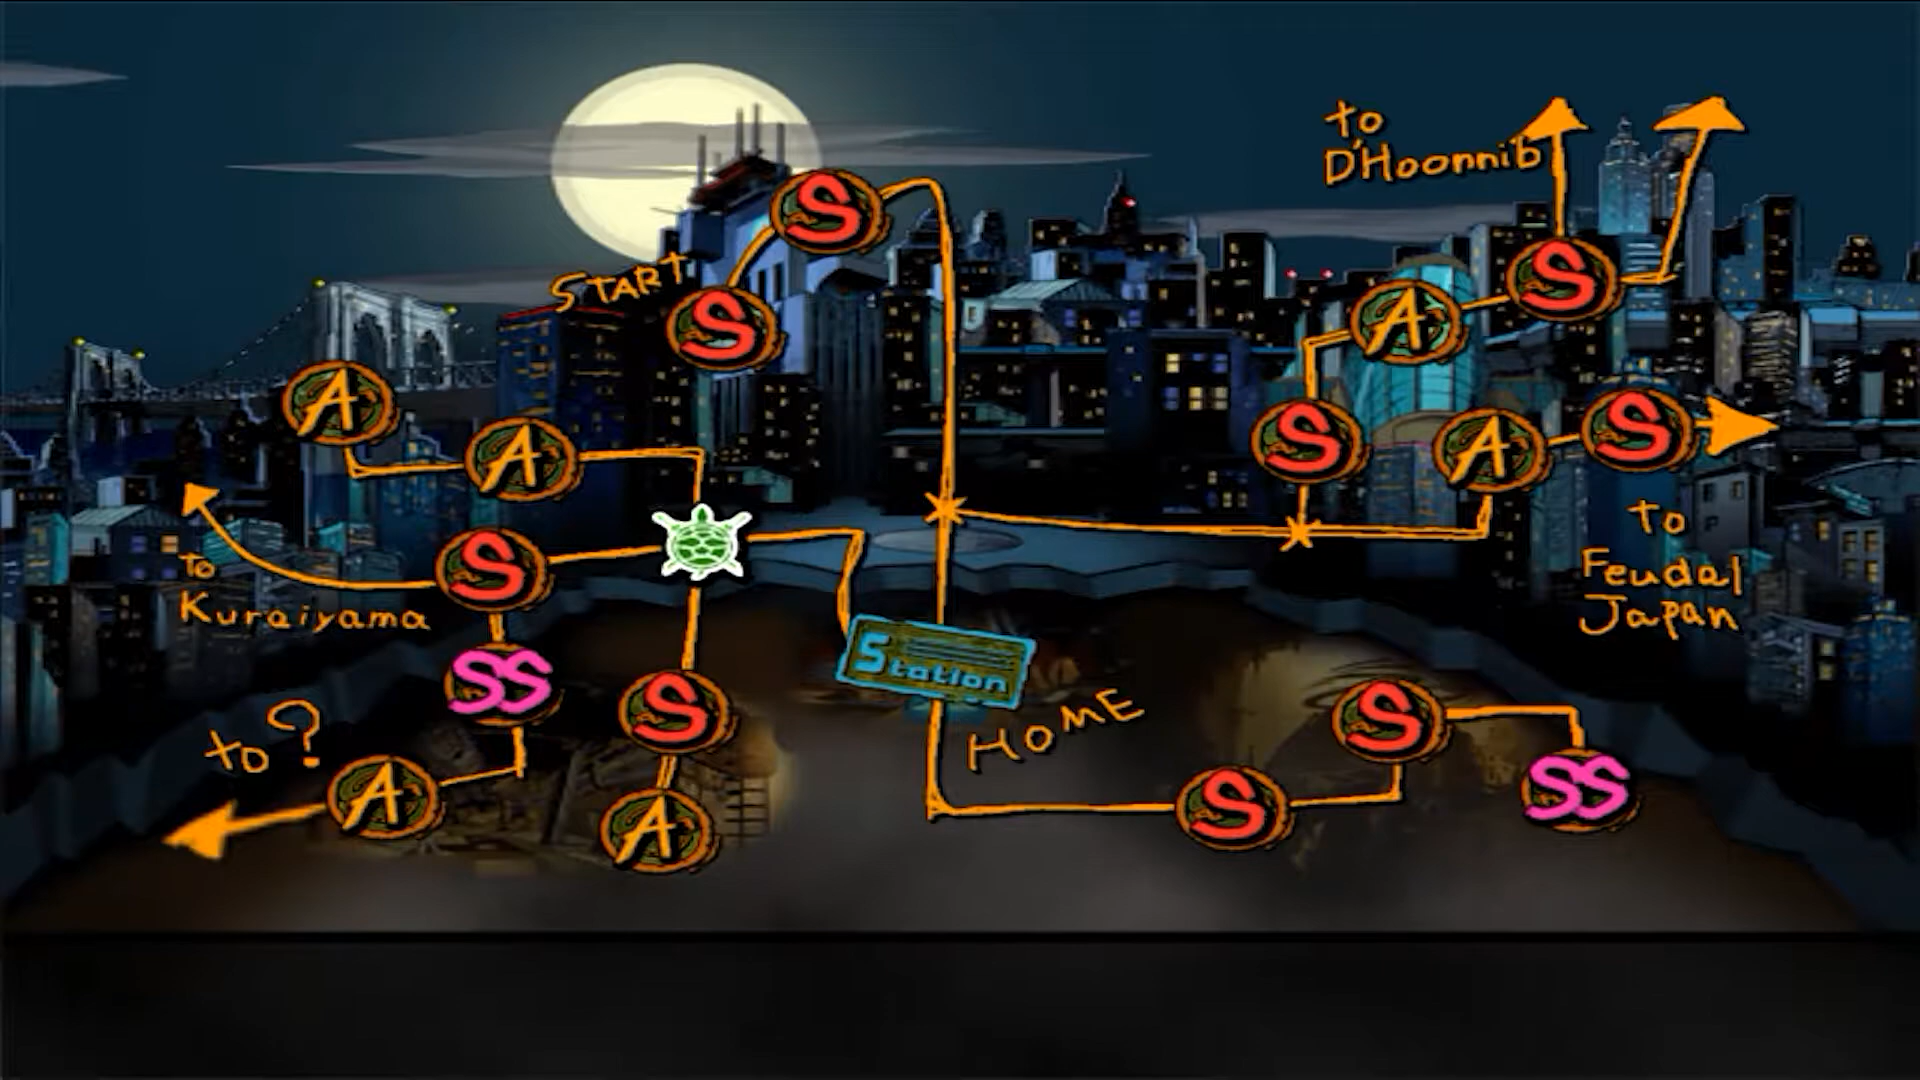 to
D'Hoonnib
S
START
S
S
A
A
A
S
S
A
S
to
Kuraiyama
to
Feudal
Japan
SS
S
Station
HOME
S
SS
to ?
A
A
S